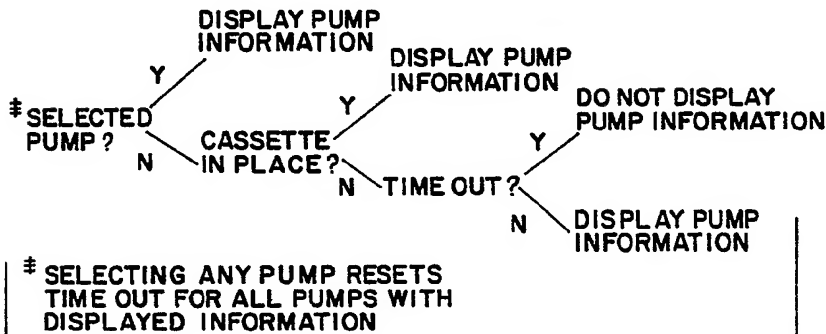 DISPLAY PUMP
INFORMATION
Y
DISPLAY PUMP
INFORMATION
Y
DO NOT DISPLAY
PUMP INFORMATION
Y
⯒ SELECTED
PUMP?
N
CASSETTE
IN PLACE?
N
TIME OUT?
N
DISPLAY PUMP
INFORMATION
⯒ SELECTING ANY PUMP RESETS
TIME OUT FOR ALL PUMPS WITH
DISPLAYED INFORMATION